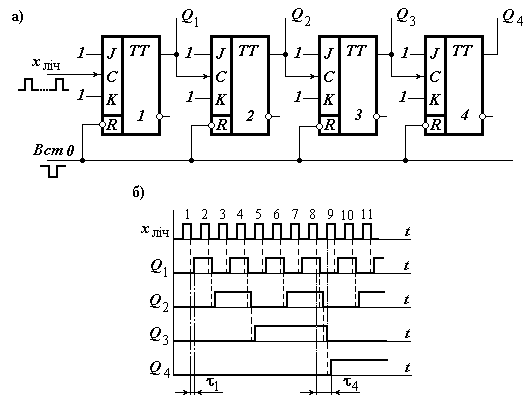 а)
Q1 Q2 Q3 Q4
1 J TT 1 J TT 1 J TT 1 J TT
x ліч C C C C
1 K 1 K 1 K 1 K
R 1 R 2 R 3 R 4
Вст 0
б)
1 2 3 4 5 6 7 8 9 10 11
x ліч t
Q1 t
Q2 t
Q3 t
Q4 t
τ1 τ4